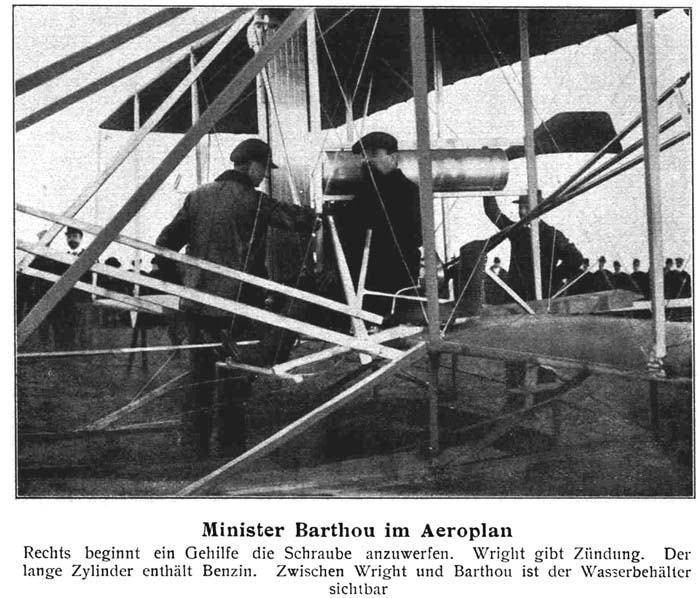 Minister Barthou im Aeroplan
Rechts beginnt ein Gehilfe die Schraube anzuwerfen. Wright gibt Zündung. Der
lange Zylinder enthält Benzin. Zwischen Wright und Barthou ist der Wasserbehälter
sichtbar